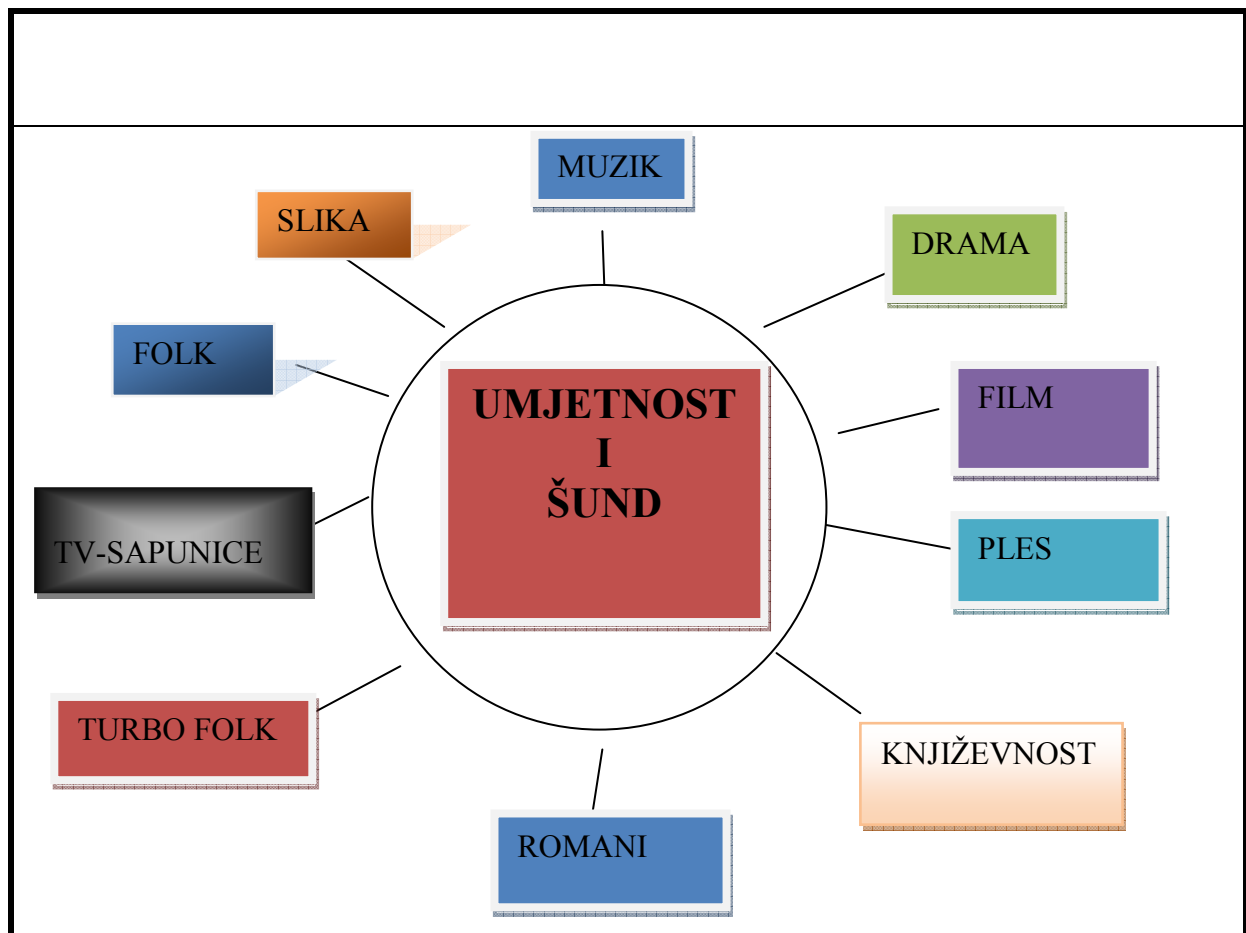 MUZIK
SLIKA
DRAMA
FOLK
UMJETNOST
I
ŠUND
FILM
TV-SAPUNICE
PLES
TURBO FOLK
KNJIŽEVNOST
ROMANI